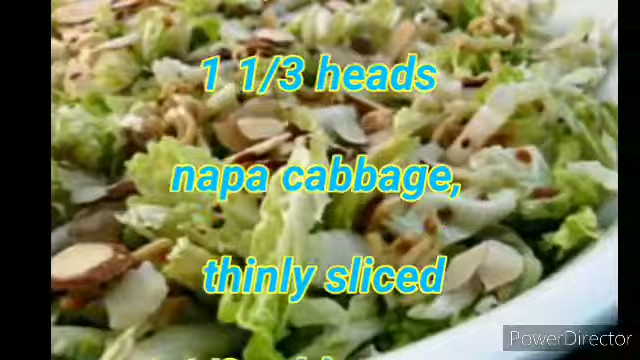 1 1/3 heads
napa cabbage,
thinly sliced
PowerDirector